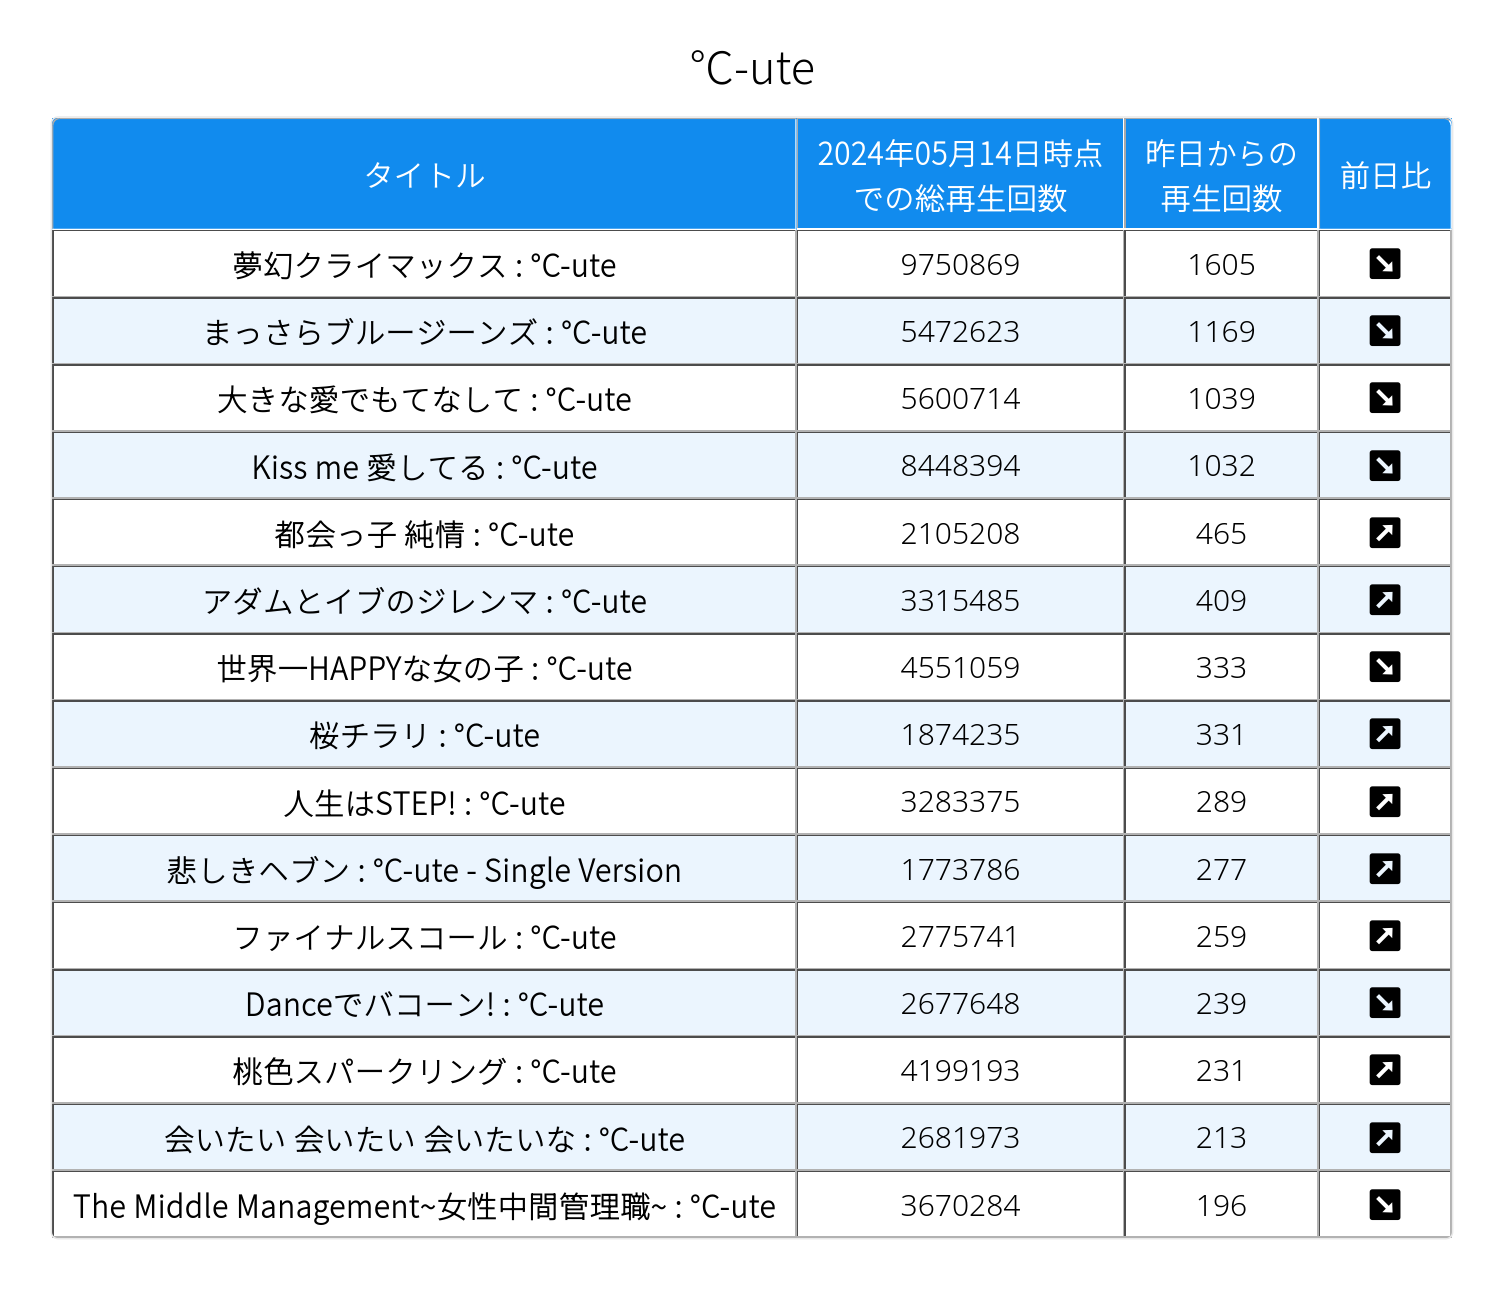 ℃-ute
タイトル 2024年05月14日時点での総再生回数 昨日からの再生回数 前日比
夢幻クライマックス : ℃-ute 9750869 1605 ↘
まっさらブルージーンズ : ℃-ute 5472623 1169 ↘
大きな愛でもてなして : ℃-ute 5600714 1039 ↘
Kiss me 愛してる : ℃-ute 8448394 1032 ↘
都会っ子 純情 : ℃-ute 2105208 465 ↗
アダムとイブのジレンマ : ℃-ute 3315485 409 ↗
世界一HAPPYな女の子 : ℃-ute 4551059 333 ↘
桜チラリ : ℃-ute 1874235 331 ↗
人生はSTEP! : ℃-ute 3283375 289 ↗
悲しきヘブン : ℃-ute - Single Version 1773786 277 ↗
ファイナルスコール : ℃-ute 2775741 259 ↗
Danceでバコーン! : ℃-ute 2677648 239 ↘
桃色スパークリング : ℃-ute 4199193 231 ↗
会いたい 会いたい 会いたいな : ℃-ute 2681973 213 ↗
The Middle Management~女性中間管理職~ : ℃-ute 3670284 196 ↘